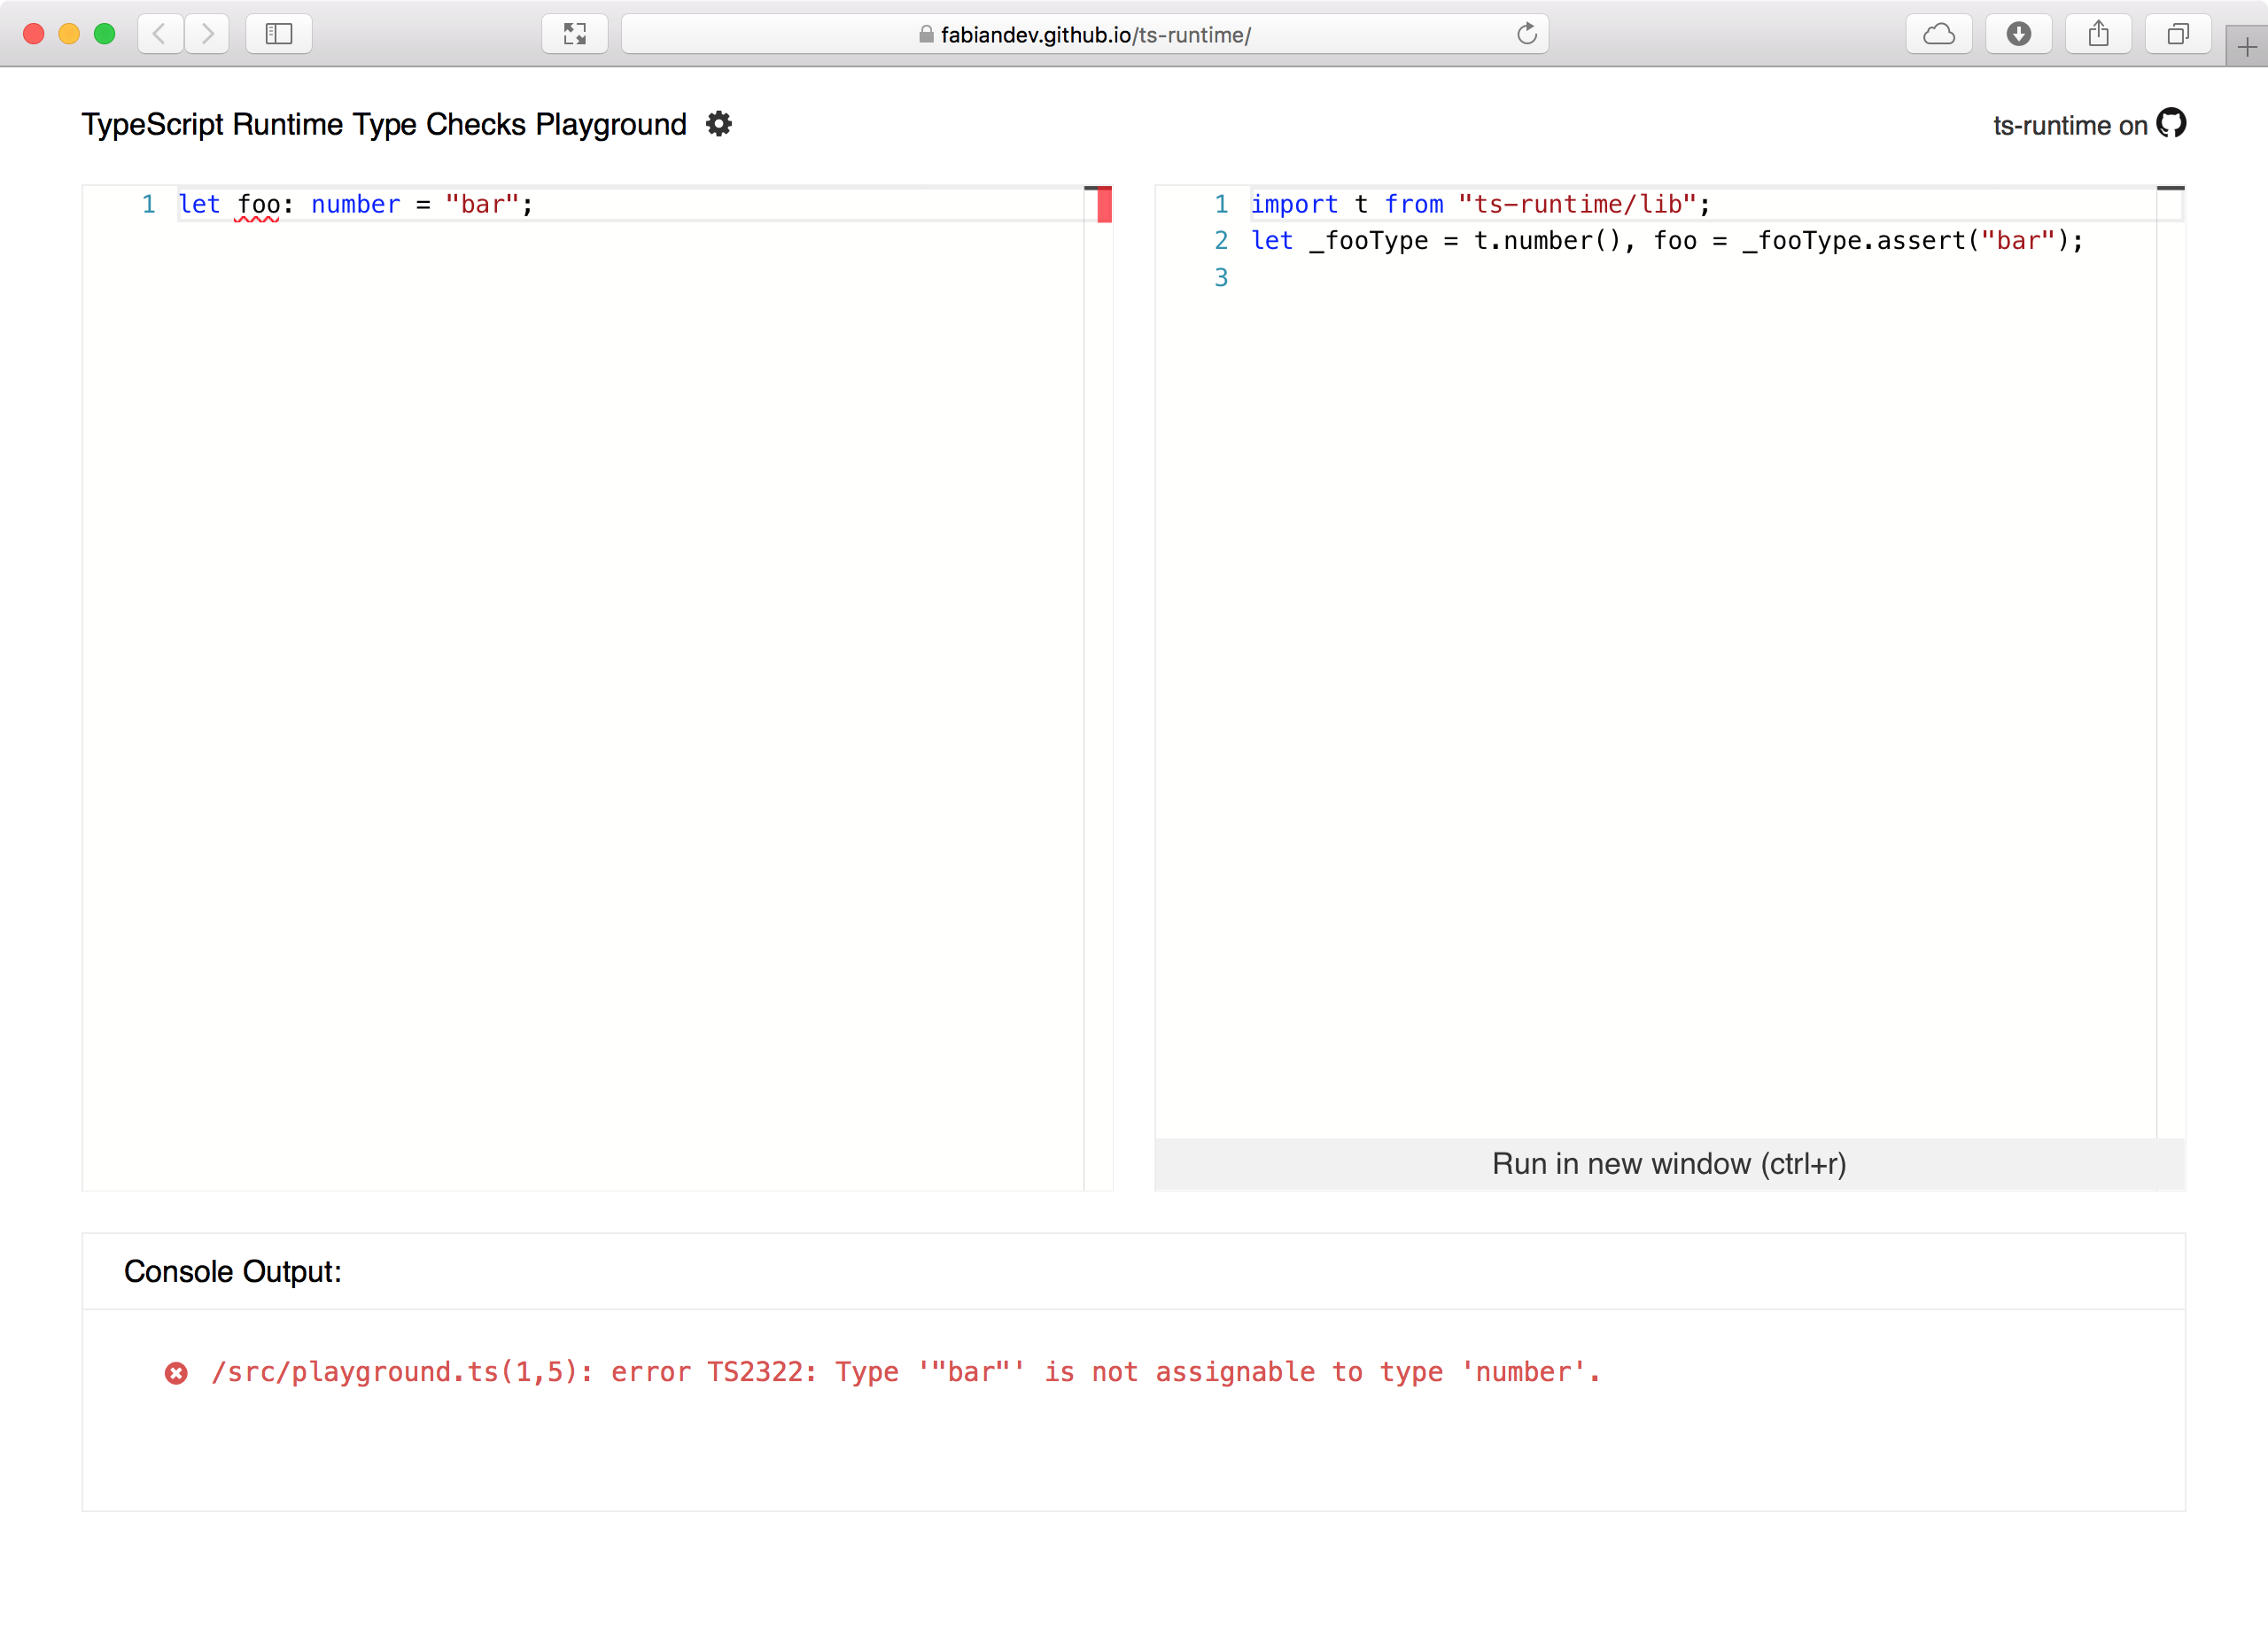 fabiandev.github.io/ts-runtime/
TypeScript Runtime Type Checks Playground
ts-runtime on
1 let foo: number = "bar";
1 import t from "ts-runtime/lib";
2 let _fooType = t.number(), foo = _fooType.assert("bar");
3
Run in new window (ctrl+r)
Console Output:
/src/playground.ts(1,5): error TS2322: Type '"bar"' is not assignable to type 'number'.